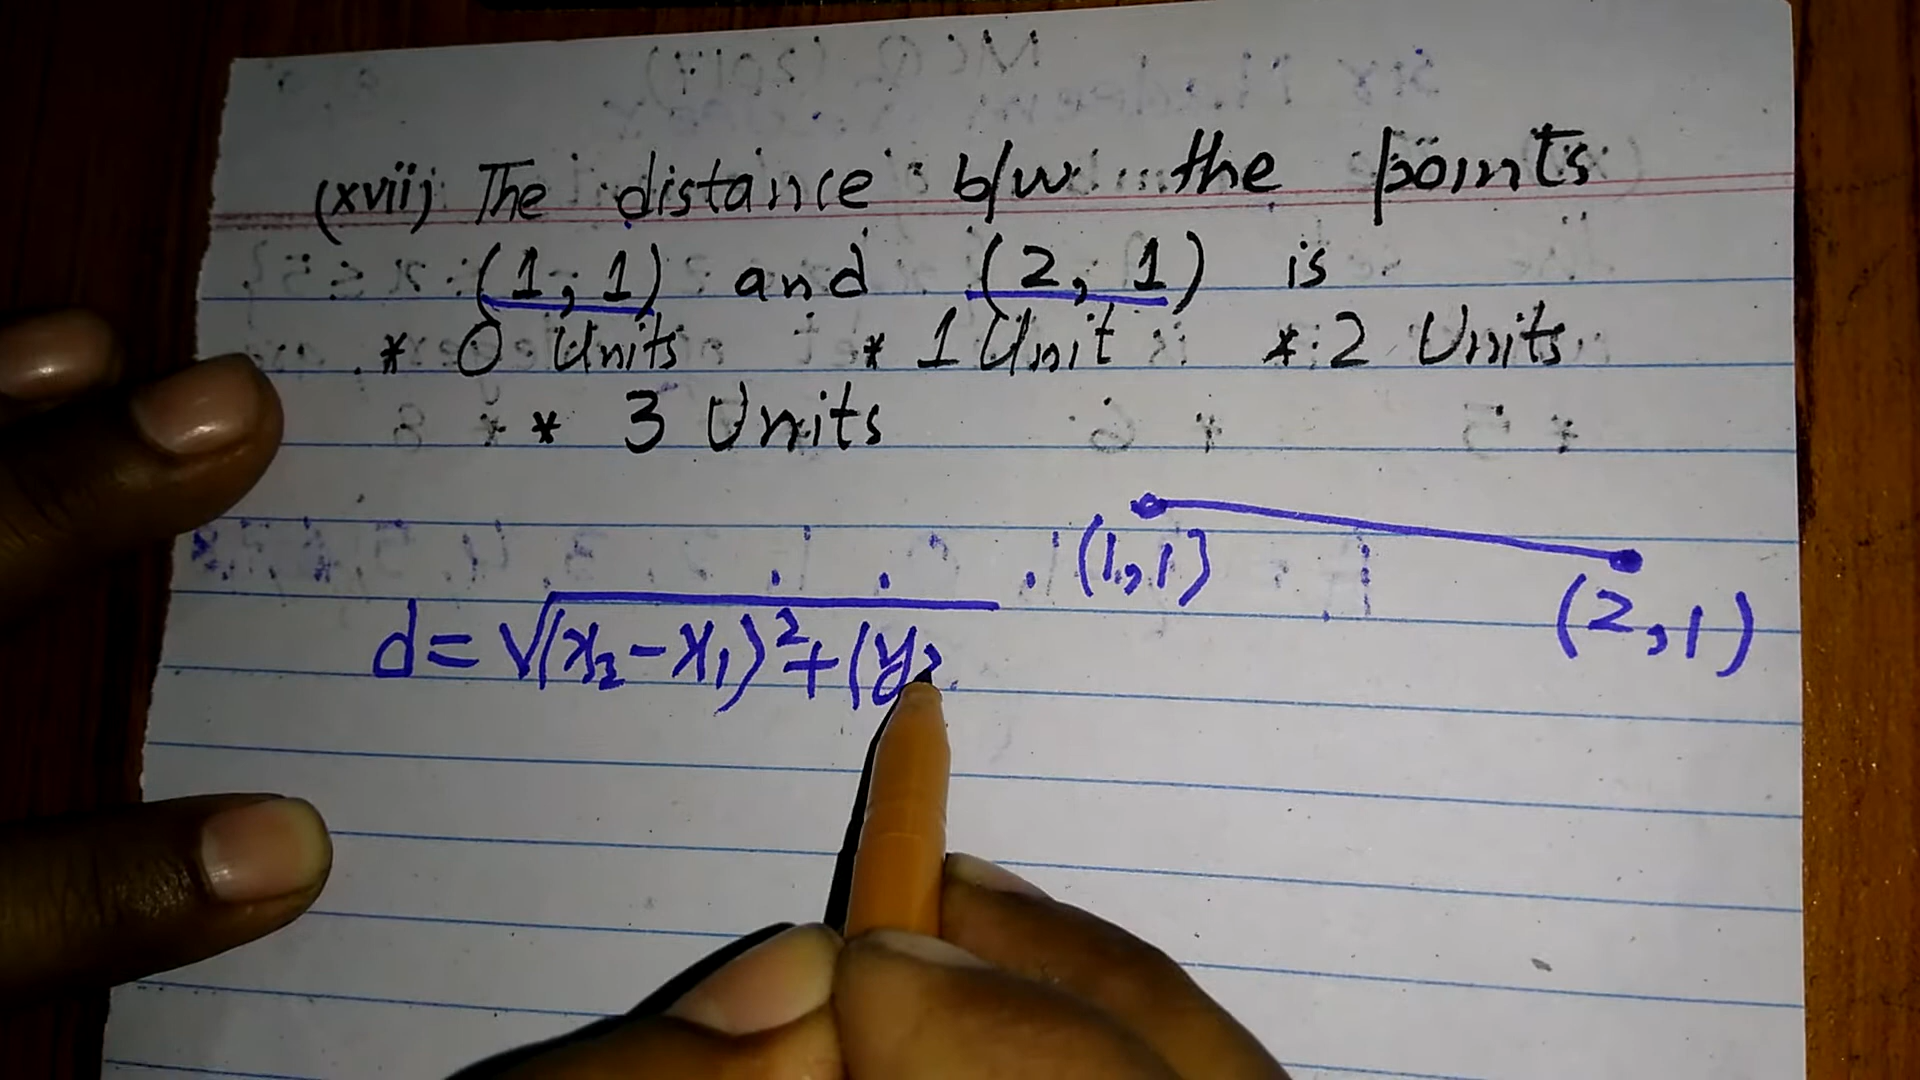 (xvii) The distance b/w the points
(1, 1) and (2, 1) is
* 0 Units * 1 Unit * 2 Units
* 3 Units
(1,1)
(2,1)
d = √(x₂-x₁)²+(y₂